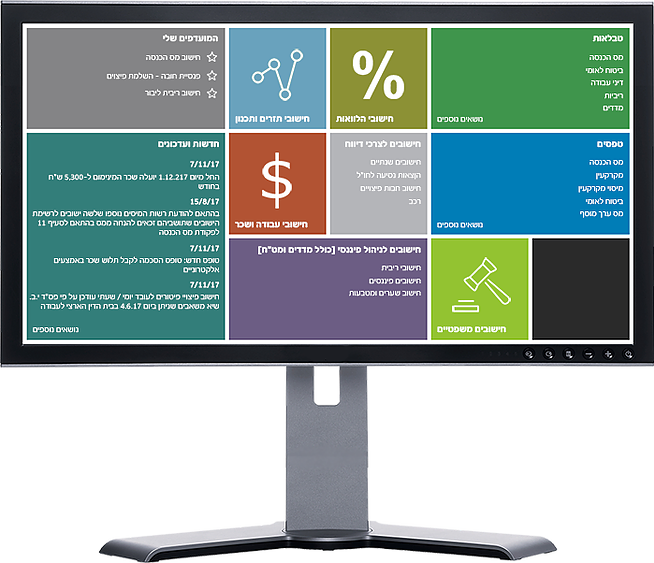 טבלאות
מס הכנסה
ביטוח לאומי
דיני עבודה
ריביות
מדדים
נושאים נוספים
%
חישובי הלוואות
חישובי תזרים ותכנון
המועדפים שלי
חישוב מס הכנסה
פנסיית חובה - השלמת פיצויים
חישוב ריבית ליבור
טפסים
מס הכנסה
מקרקעין
מיסוי מקרקעין
ביטוח לאומי
מס ערך מוסף
נושאים נוספים
חישובים לצרכי דיווח
חישובים שנתיים
הוצאות נסיעה לחו"ל
חישוב חבות פיצויים
רכב
$
חישובי עבודה ושכר
חדשות ועדכונים
7/11/17
החל מיום 1.12.217 יועלה שכר המינימום ל-5,300 ש"ח
בחודש
15/8/17
בהתאם להודעת רשות המיסים נוספו שלשה ישובים לרשימת
הישובים שתושביהם זכאים להנחה ממס בהתאם לסעיף 11
לפקודת מס הכנסה
7/11/17
טופס חדש: טופס הסכמה לקבל תלוש שכר באמצעים
אלקטרוניים
7/11/17
חישוב פיצויי פיטורים לעובד יומי / שעתי עודכן על פי פס"ד י.ב.
שיא משאבים שניתן ביום 4.6.17 בבית הדין הארצי לעבודה
נושאים נוספים
חישובים לניהול פיננסי [כולל מדדים ומט"ח]
חישובי ריבית
חישובים פיננסים
חישוב שערים ומטבעות
חישובים משפטיים